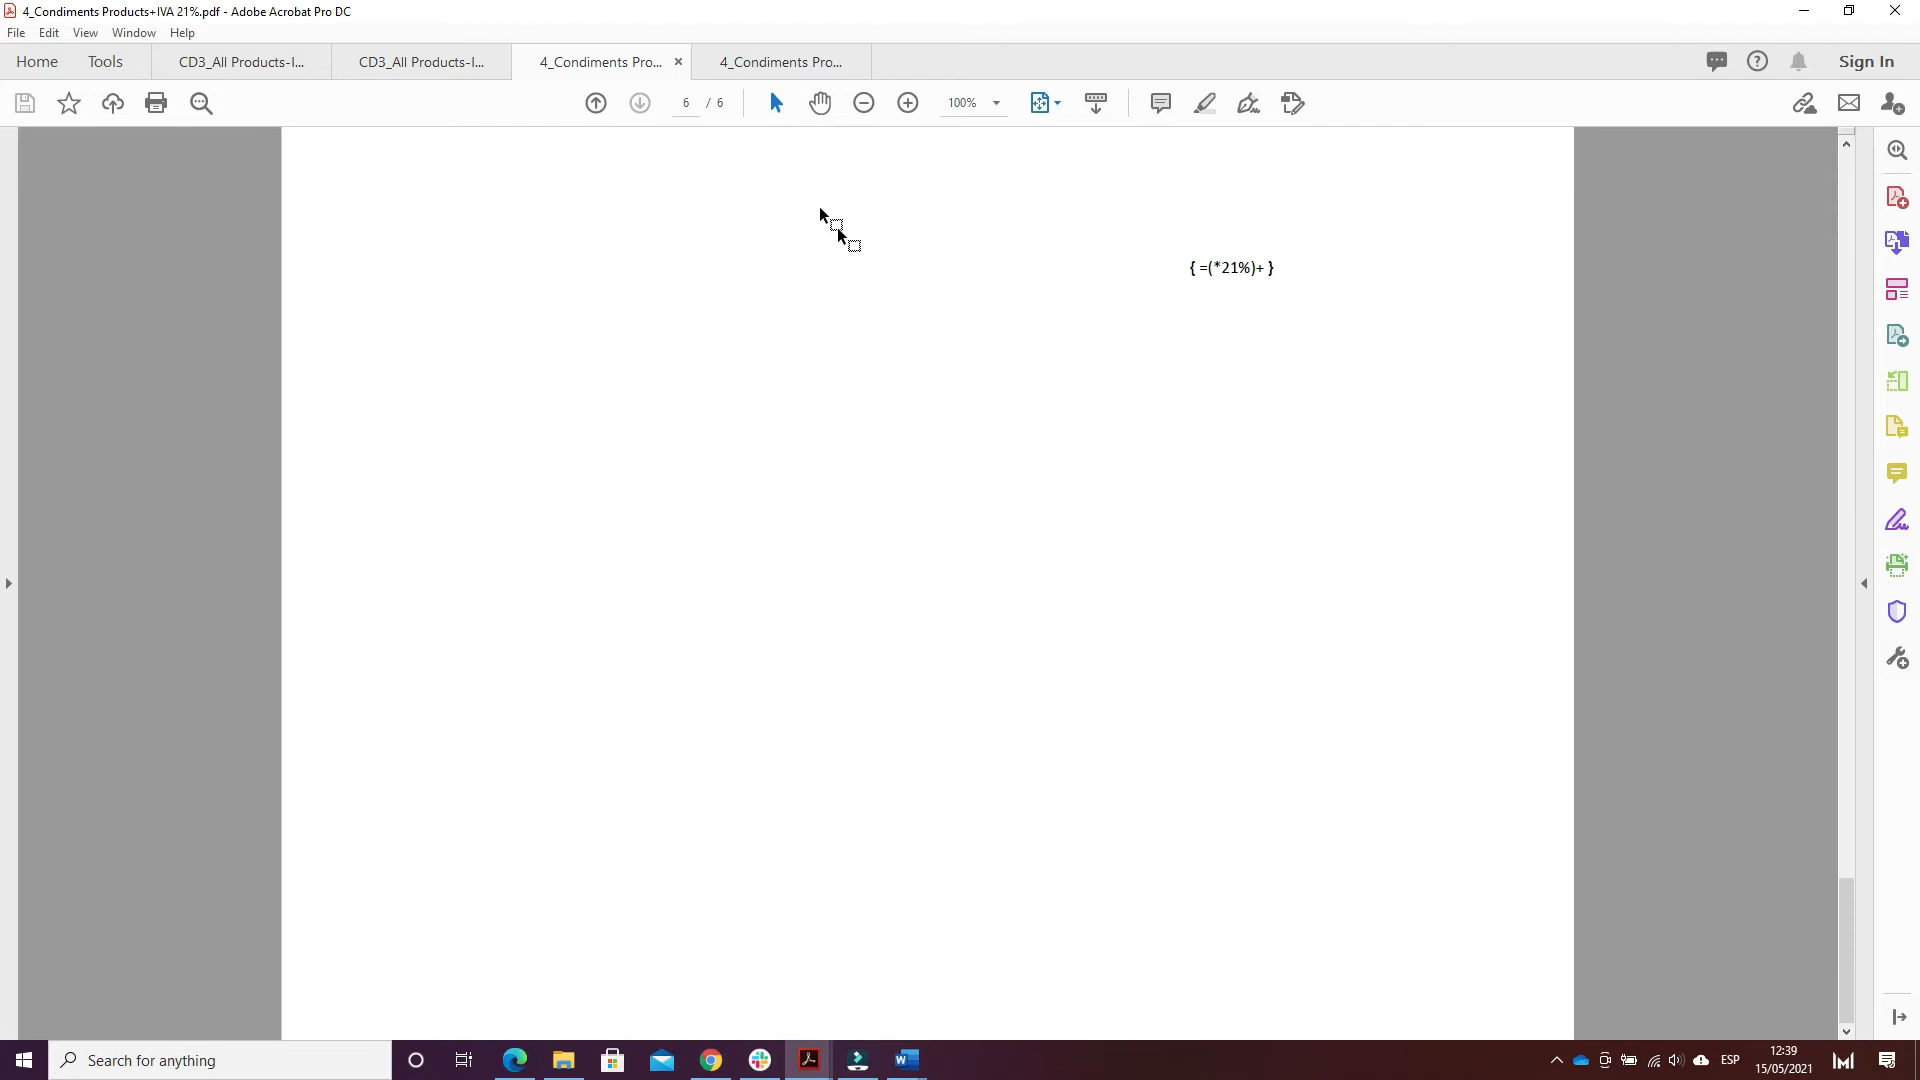 4_Condiments Products+IVA 21%.pdf - Adobe Acrobat Pro DC
File Edit View Window Help
Home Tools CD3_All Products-I... CD3_All Products-I... 4_Condiments Pro... × 4_Condiments Pro... Sign In
6 / 6 100%
{ =(*21%)+ }
Search for anything
ESP
12:39
15/05/2021